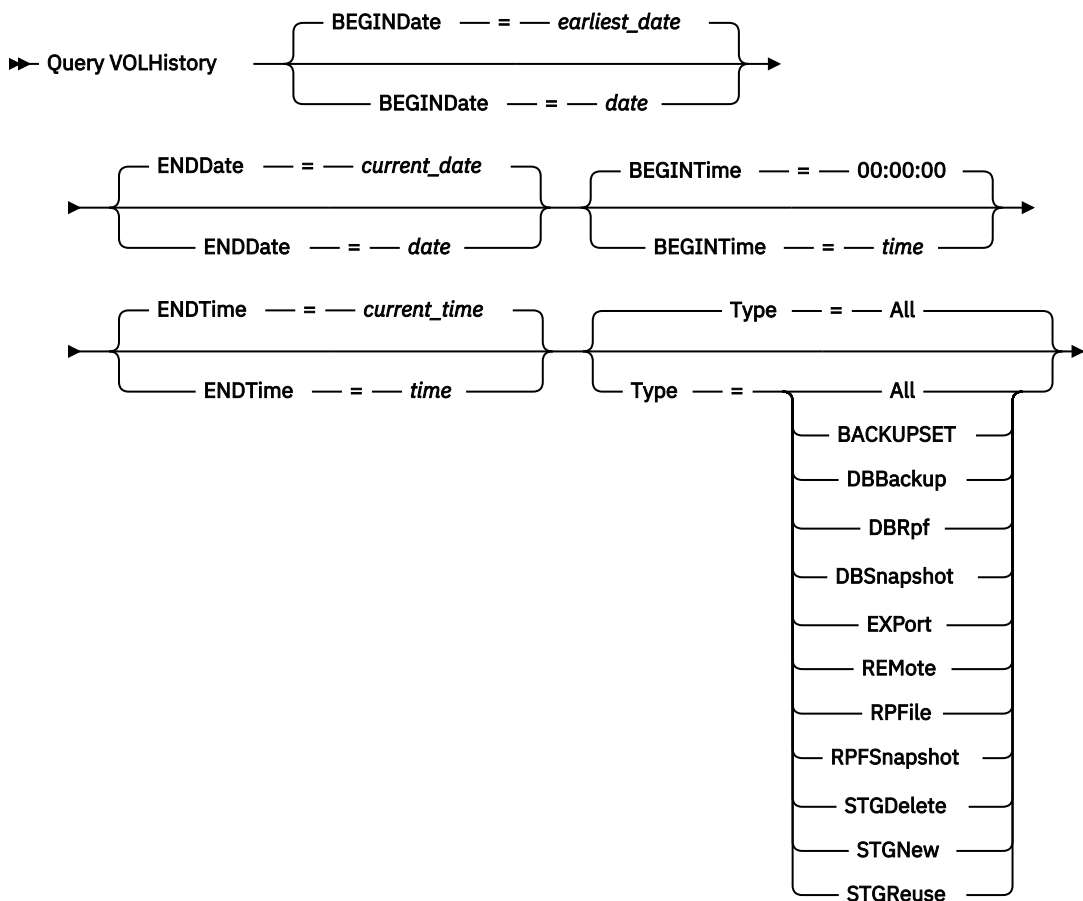 BEGINDate = earliest_date
Query VOLHistory
BEGINDate = date
ENDDate = current_date
ENDDate = date
BEGINTime = 00:00:00
BEGINTime = time
ENDTime = current_time
ENDTime = time
Type = All
Type = All
BACKUPSET
DBBackup
DBRpf
DBSnapshot
EXPort
REMote
RPFile
RPFSnapshot
STGDelete
STGNew
STGReuse